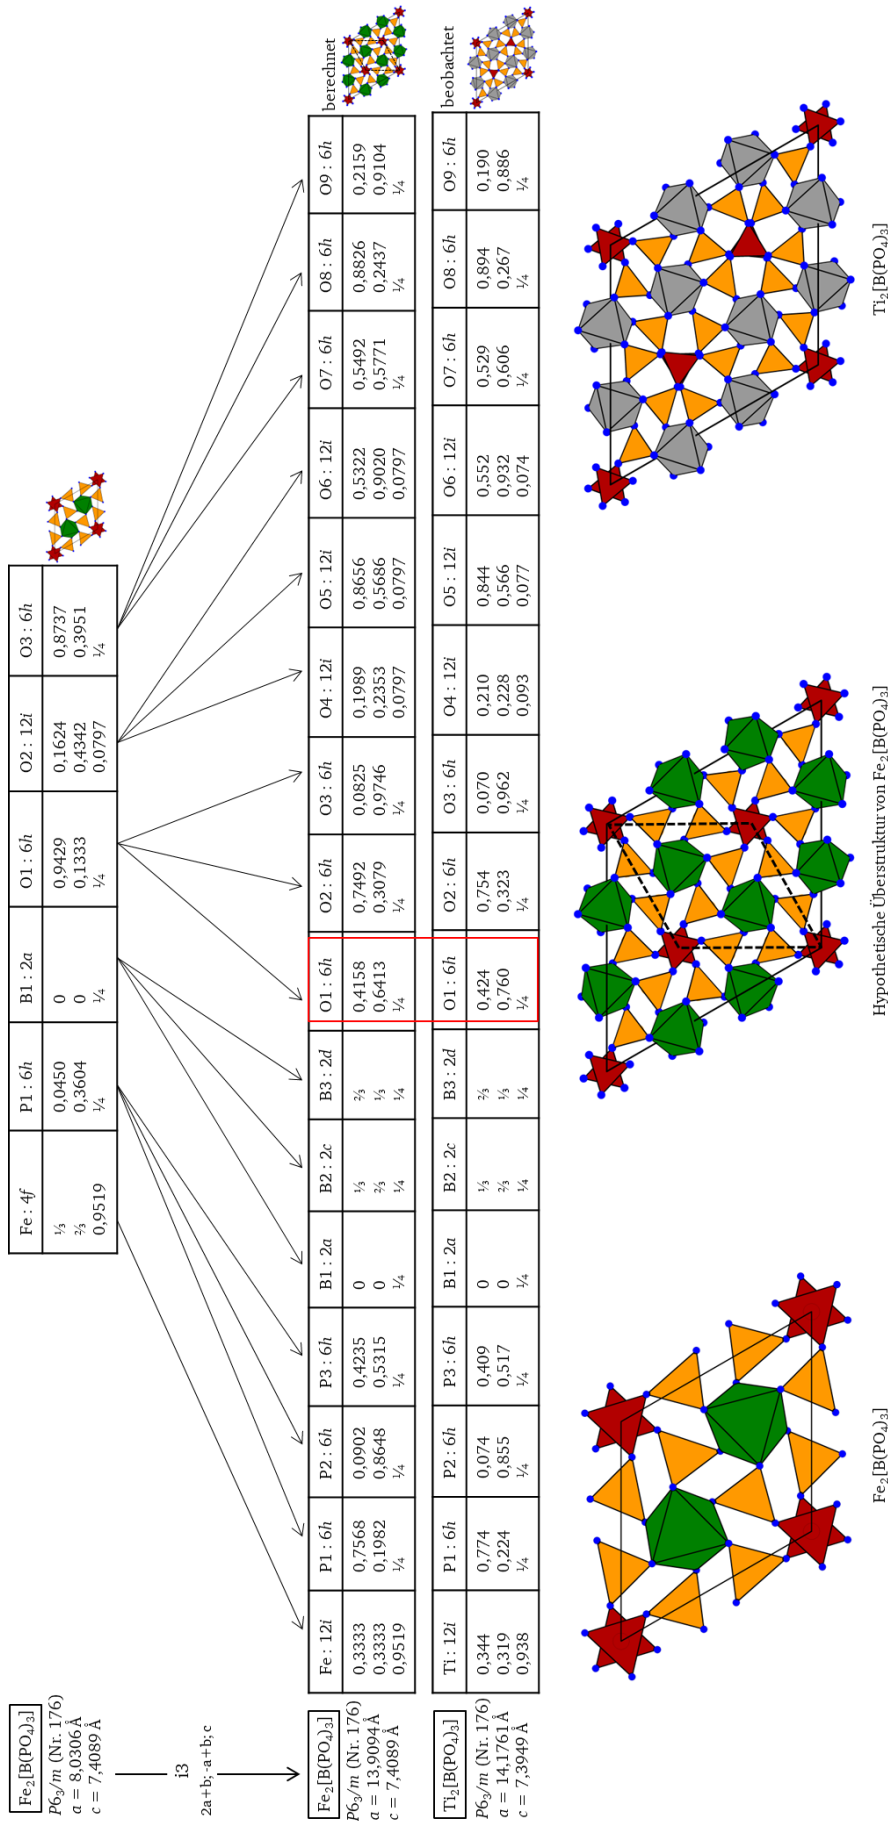 Fe₂[B(PO₄)₃]
P6₃/m (Nr. 176)
a = 8,0306 Å
c = 7,4089 Å
Fe : 4f
⅓
⅔
0,9519
P1 : 6h
0,0450
0,3604
¼
B1 : 2a
0
0
¼
O1 : 6h
0,9429
0,1333
¼
O2 : 12i
0,1624
0,4342
0,0797
O3 : 6h
0,8737
0,3951
¼
i3
2a+b; -a+b; c
Fe₂[B(PO₄)₃]
P6₃/m (Nr. 176)
a = 13,9094 Å
c = 7,4089 Å
Fe : 12i
0,3333
0,3333
0,9519
P1 : 6h
0,7568
0,1982
¼
P2 : 6h
0,0902
0,8648
¼
P3 : 6h
0,4235
0,5315
¼
B1 : 2a
0
0
¼
B2 : 2c
⅓
⅔
¼
B3 : 2d
⅔
⅓
¼
O1 : 6h
0,4158
0,6413
¼
O2 : 6h
0,7492
0,3079
¼
O3 : 6h
0,0825
0,9746
¼
O4 : 12i
0,1989
0,2353
0,0797
O5 : 12i
0,8656
0,5686
0,0797
O6 : 12i
0,5322
0,9020
0,0797
O7 : 6h
0,5492
0,5771
¼
O8 : 6h
0,8826
0,2437
¼
O9 : 6h
0,2159
0,9104
¼
berechnet
Ti₂[B(PO₄)₃]
P6₃/m (Nr. 176)
a = 14,1761 Å
c = 7,3949 Å
Ti : 12i
0,344
0,319
0,938
P1 : 6h
0,774
0,224
¼
P2 : 6h
0,074
0,855
¼
P3 : 6h
0,409
0,517
¼
B1 : 2a
0
0
¼
B2 : 2c
⅓
⅔
¼
B3 : 2d
⅔
⅓
¼
O1 : 6h
0,424
0,760
¼
O2 : 6h
0,754
0,323
¼
O3 : 6h
0,070
0,962
¼
O4 : 12i
0,210
0,228
0,093
O5 : 12i
0,844
0,566
0,077
O6 : 12i
0,552
0,932
0,074
O7 : 6h
0,529
0,606
¼
O8 : 6h
0,894
0,267
¼
O9 : 6h
0,190
0,886
¼
beobachtet
Fe₂[B(PO₄)₃]
Hypothetische Überstruktur von Fe₂[B(PO₄)₃]
Ti₂[B(PO₄)₃]